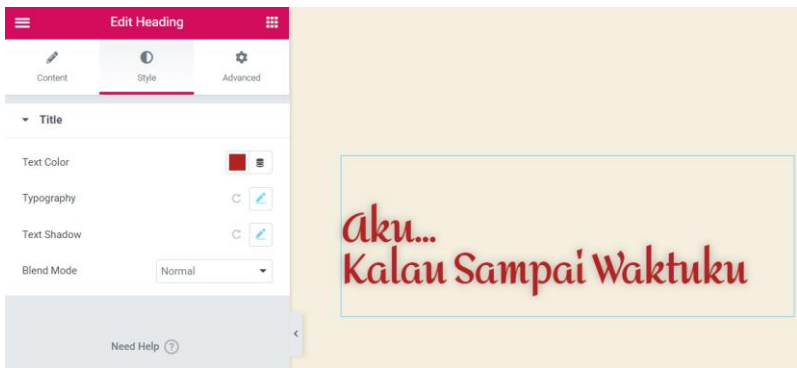 Edit Heading
Content
Style
Advanced
Title
Text Color
Typography
Text Shadow
Blend Mode
Normal
Need Help ?
Aku...
Kalau Sampai Waktuku